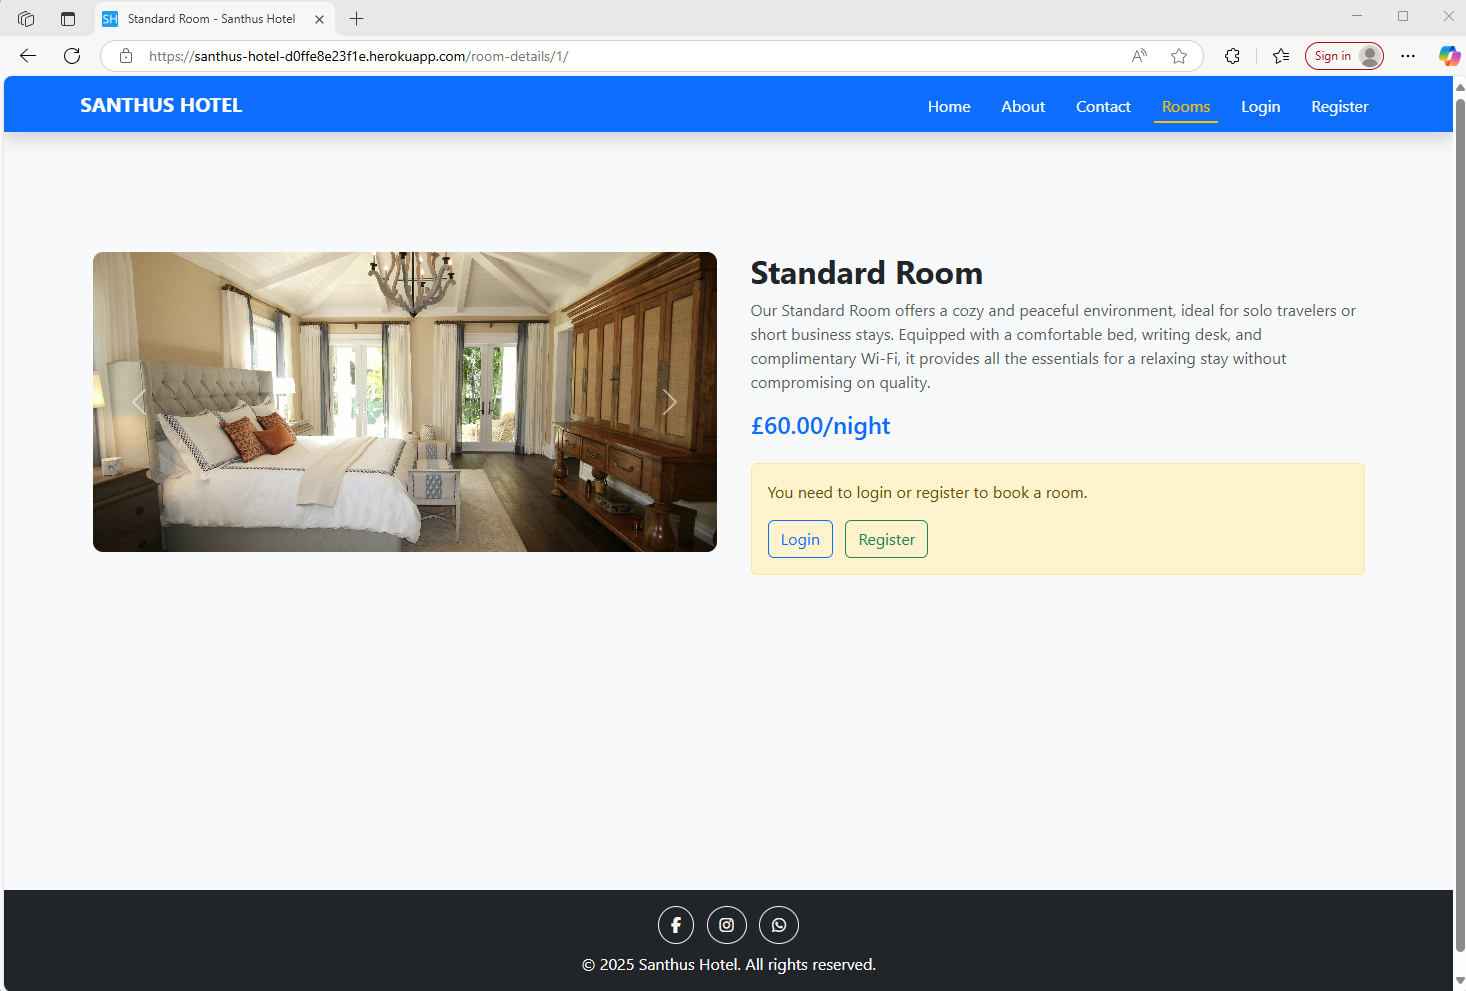 SH Standard Room - Santhus Hotel
https://santhus-hotel-d0ffe8e23f1e.herokuapp.com/room-details/1/
Sign in
SANTHUS HOTEL
Home About Contact Rooms Login Register
Standard Room
Our Standard Room offers a cozy and peaceful environment, ideal for solo travelers or
short business stays. Equipped with a comfortable bed, writing desk, and
complimentary Wi-Fi, it provides all the essentials for a relaxing stay without
compromising on quality.
£60.00/night
You need to login or register to book a room.
Login Register
© 2025 Santhus Hotel. All rights reserved.